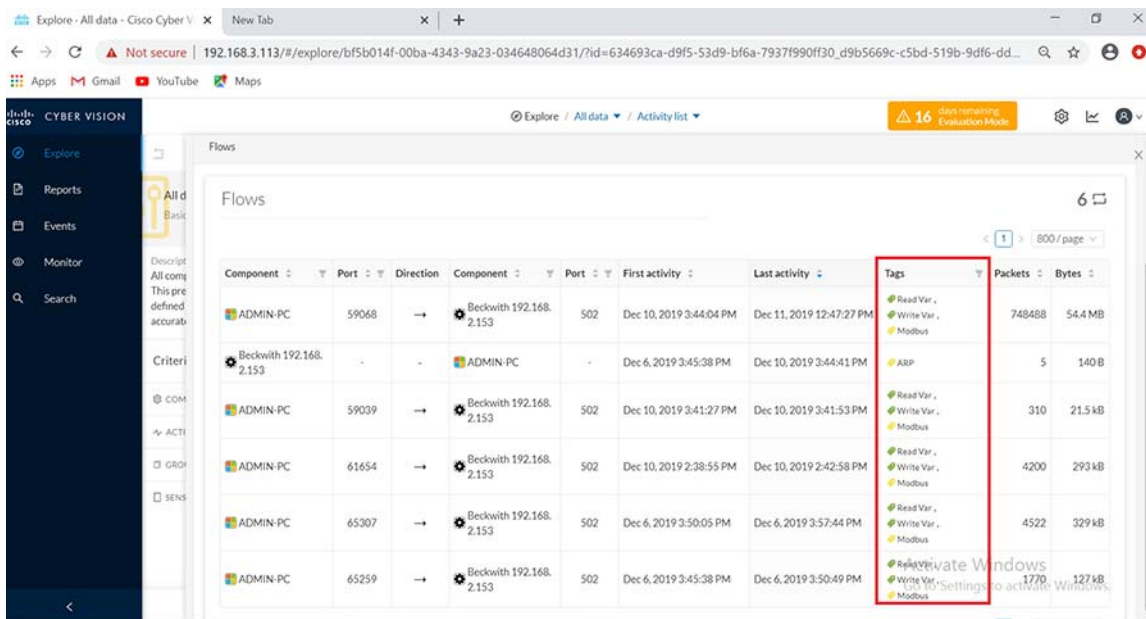 Explore - All data - Cisco Cyber V
New Tab
Not secure | 192.168.3.113/#/explore/bf5b014f-00ba-4343-9a23-034648064d31/?id=634693ca-d9f5-53d9-bf6a-7937f990ff30_d9b5669c-c5bd-519b-9df6-dd...
Apps Gmail YouTube Maps
cisco CYBER VISION
Explore / All data / Activity list
16 days remaining Evaluation Mode
Explore
Reports
Events
Monitor
Search
Flows
All d
Basic
Descript
All comp
This pre
defined
accurate
Criteri
COM
ACTI
GRO
SENS
Flows
6
< 1 > 800 / page
Component Port Direction Component Port First activity Last activity Tags Packets Bytes
ADMIN-PC 59068 → Beckwith 192.168.2.153 502 Dec 10, 2019 3:44:04 PM Dec 11, 2019 12:47:27 PM Read Var, Write Var, Modbus 748488 54.4 MB
Beckwith 192.168.2.153 - - ADMIN-PC - Dec 6, 2019 3:45:38 PM Dec 10, 2019 3:44:41 PM ARP 5 140 B
ADMIN-PC 59039 → Beckwith 192.168.2.153 502 Dec 10, 2019 3:41:27 PM Dec 10, 2019 3:41:53 PM Read Var, Write Var, Modbus 310 21.5 kB
ADMIN-PC 61654 → Beckwith 192.168.2.153 502 Dec 10, 2019 2:38:55 PM Dec 10, 2019 2:42:58 PM Read Var, Write Var, Modbus 4200 293 kB
ADMIN-PC 65307 → Beckwith 192.168.2.153 502 Dec 6, 2019 3:50:05 PM Dec 6, 2019 3:57:44 PM Read Var, Write Var, Modbus 4522 329 kB
ADMIN-PC 65259 → Beckwith 192.168.2.153 502 Dec 6, 2019 3:45:38 PM Dec 6, 2019 3:50:49 PM Read Var, Write Var, Modbus 1770 127 kB
Activate Windows
Go to Settings to activate Windows.